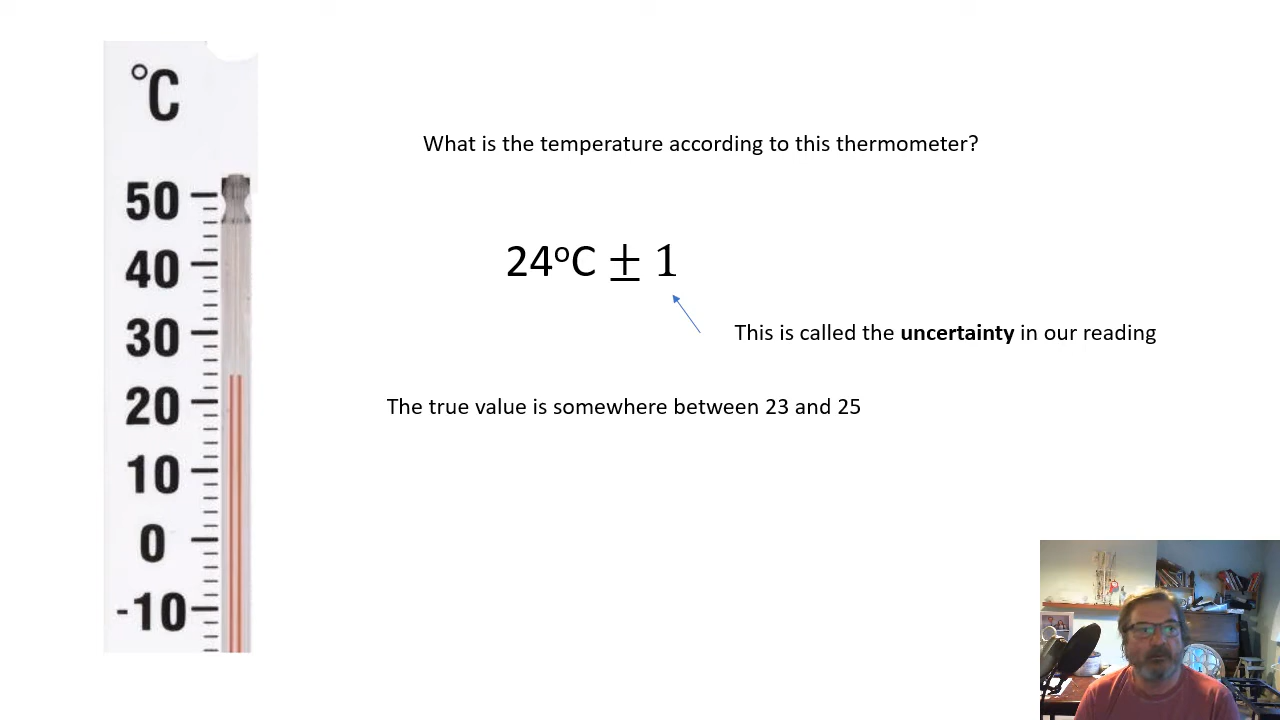 °C
What is the temperature according to this thermometer?
50
24°C ± 1
40
This is called the uncertainty in our reading
30
The true value is somewhere between 23 and 25
20
10
0
-10